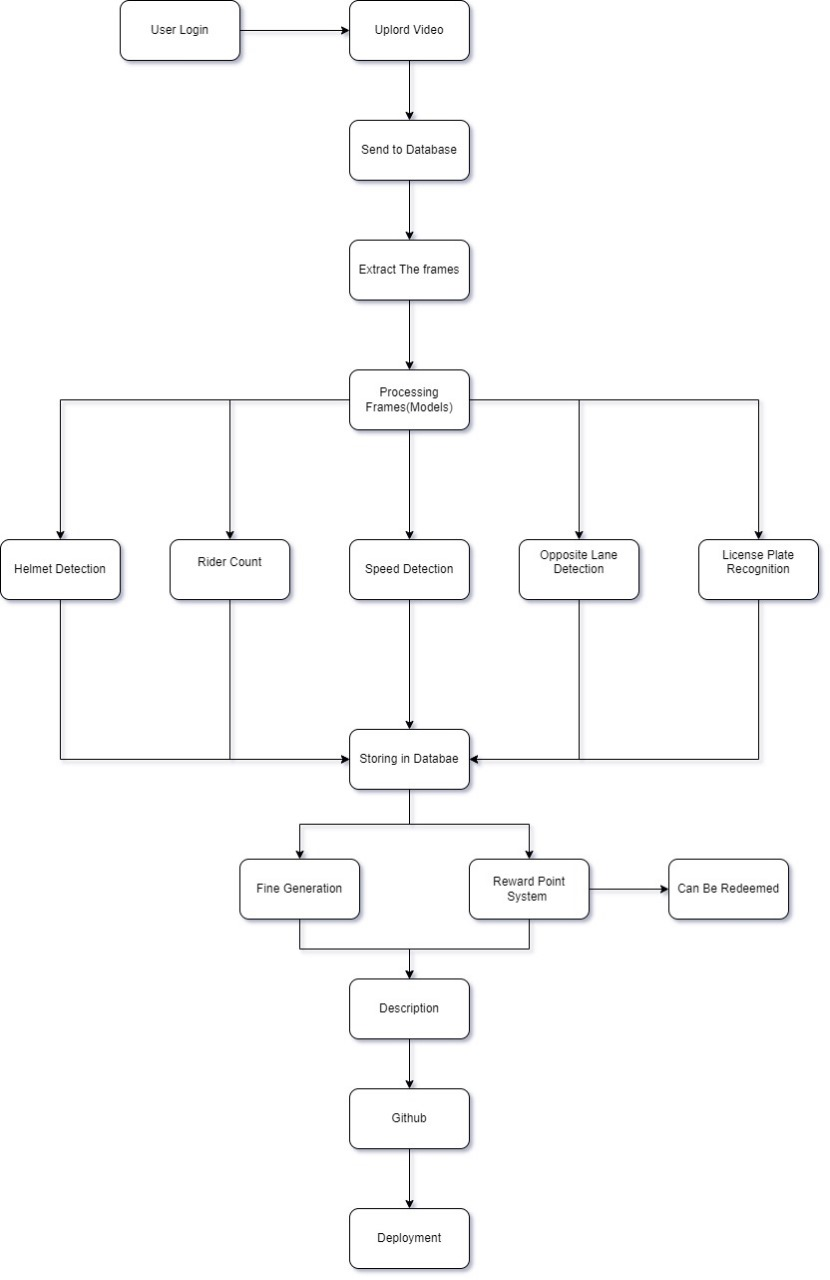 User Login
Uplord Video
Send to Database
Extract The frames
Processing
Frames(Models)
Helmet Detection
Rider Count
Speed Detection
Opposite Lane
Detection
License Plate
Recognition
Storing in Databae
Fine Generation
Reward Point
System
Can Be Redeemed
Description
Github
Deployment